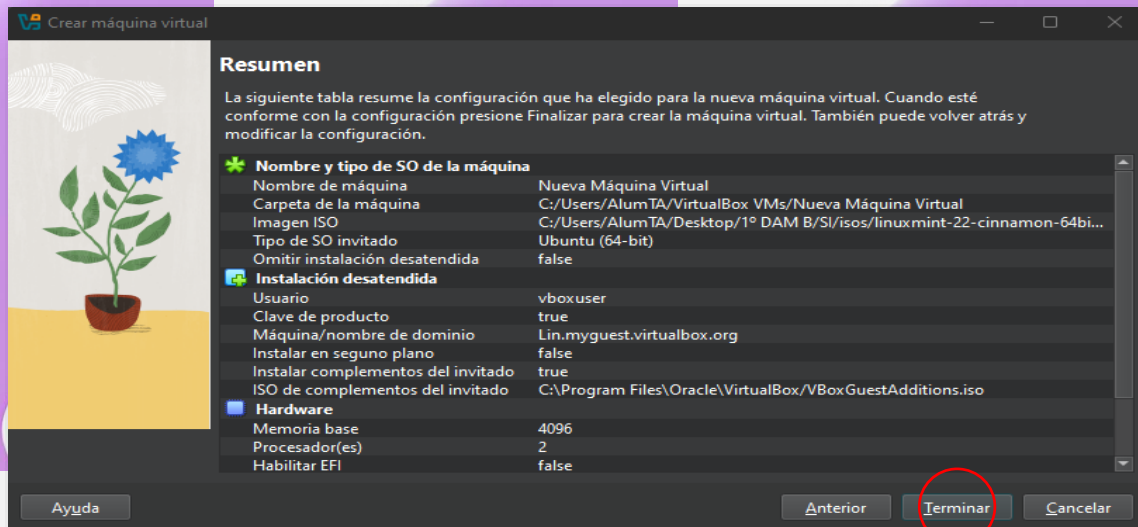 Crear máquina virtual
Resumen
La siguiente tabla resume la configuración que ha elegido para la nueva máquina virtual. Cuando esté
conforme con la configuración presione Finalizar para crear la máquina virtual. También puede volver atrás y
modificar la configuración.
Nombre y tipo de SO de la máquina
Nombre de máquina Nueva Máquina Virtual
Carpeta de la máquina C:/Users/AlumTA/VirtualBox VMs/Nueva Máquina Virtual
Imagen ISO C:/Users/AlumTA/Desktop/1º DAM B/SI/isos/linuxmint-22-cinnamon-64bi...
Tipo de SO invitado Ubuntu (64-bit)
Omitir instalación desatendida false
Instalación desatendida
Usuario vboxuser
Clave de producto true
Máquina/nombre de dominio Lin.myguest.virtualbox.org
Instalar en seguno plano false
Instalar complementos del invitado true
ISO de complementos del invitado C:\Program Files\Oracle\VirtualBox/VBoxGuestAdditions.iso
Hardware
Memoria base 4096
Procesador(es) 2
Habilitar EFI false
Ayuda Anterior Terminar Cancelar